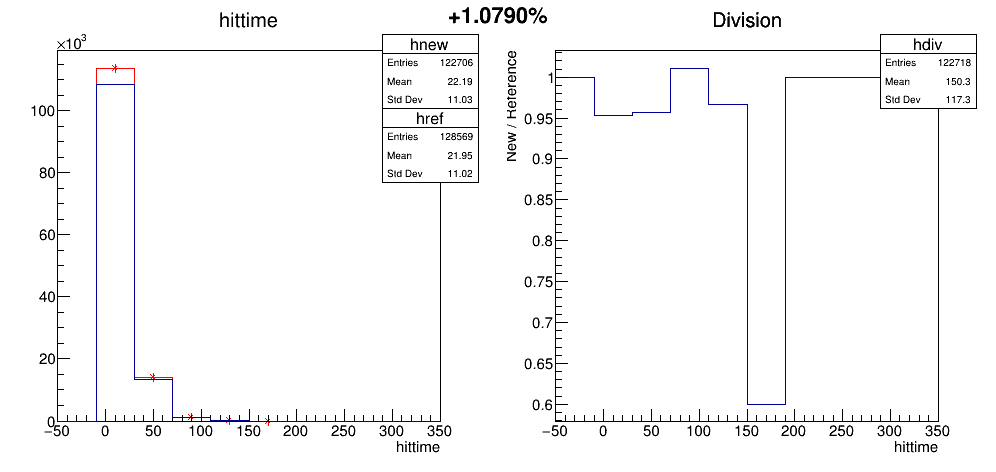 hittime
+1.0790%
Division
×10³
hnew
Entries 122706
Mean 22.19
Std Dev 11.03
href
Entries 128569
Mean 21.95
Std Dev 11.02
100
80
60
40
20
0
−50 0 50 100 150 200 250 300 350
hittime
hdiv
Entries 122718
Mean 150.3
Std Dev 117.3
New / Reference
1
0.95
0.9
0.85
0.8
0.75
0.7
0.65
0.6
−50 0 50 100 150 200 250 300 350
hittime